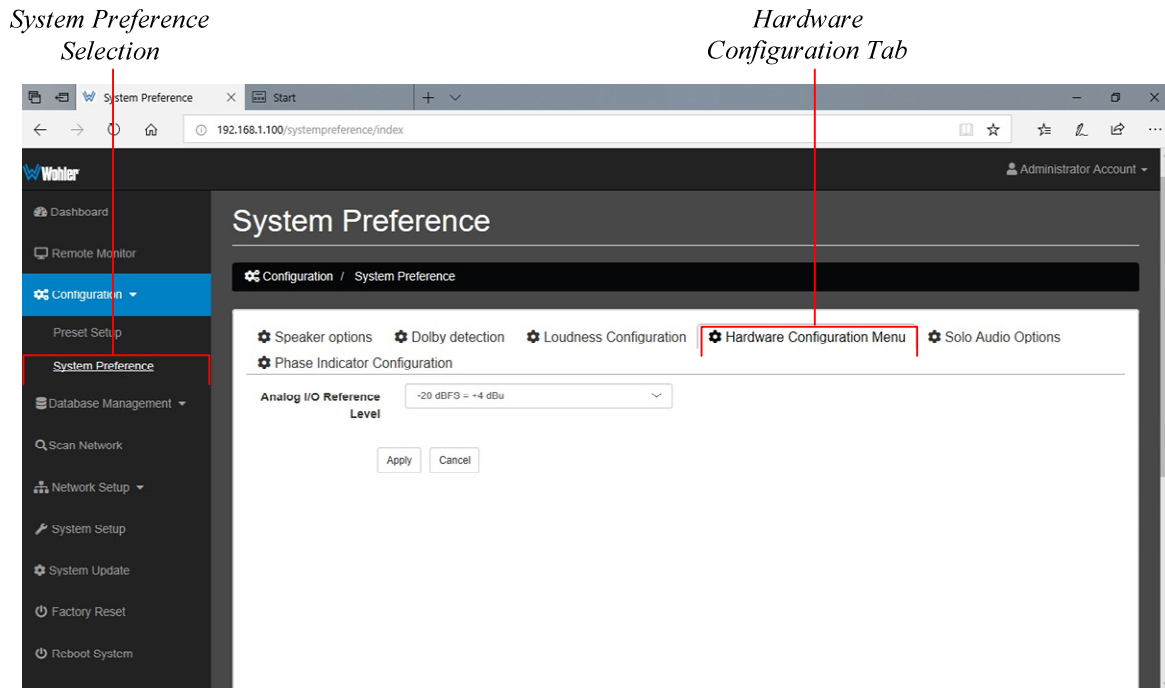 System Preference
Selection
Hardware
Configuration Tab
System Preference
Start
192.168.1.100/systempreference/index
Wohler
Administrator Account
Dashboard
Remote Monitor
Configuration
Preset Setup
System Preference
Database Management
Scan Network
Network Setup
System Setup
System Update
Factory Reset
Reboot System
System Preference
Configuration / System Preference
Speaker options Dolby detection Loudness Configuration Hardware Configuration Menu Solo Audio Options
Phase Indicator Configuration
Analog I/O Reference
Level
-20 dBFS = +4 dBu
Apply Cancel